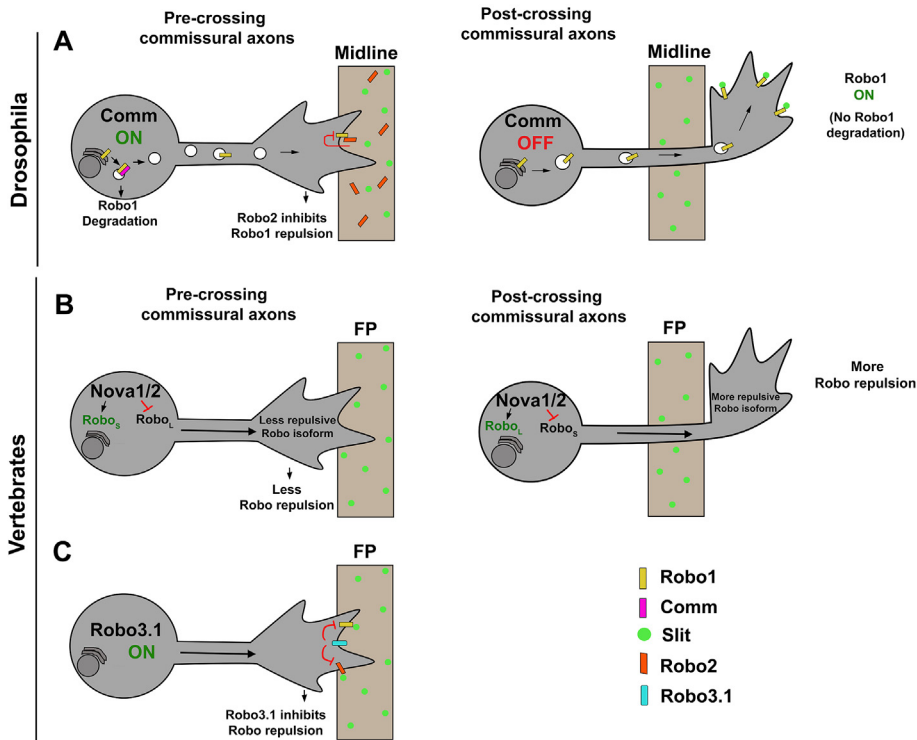 Drosophila
A
Pre-crossing
commissural axons
Midline
Comm
ON
Robo1
Degradation
Robo2 inhibits
Robo1 repulsion
Post-crossing
commissural axons
Midline
Comm
OFF
Robo1
ON
(No Robo1
degradation)
Vertebrates
B
Pre-crossing
commissural axons
FP
Nova1/2
RoboS
RoboL
Less repulsive
Robo isoform
Less
Robo repulsion
Post-crossing
commissural axons
FP
Nova1/2
RoboL
RoboS
More repulsive
Robo isoform
More
Robo repulsion
C
FP
Robo3.1
ON
Robo3.1 inhibits
Robo repulsion
Robo1
Comm
Slit
Robo2
Robo3.1